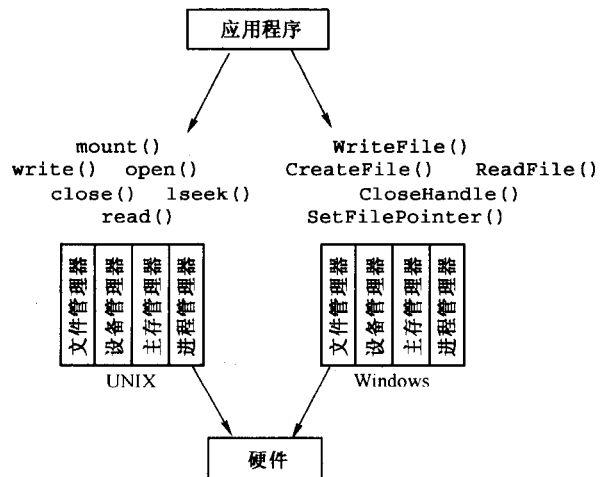 应用程序
mount()
write() open()
close() lseek()
read()
WriteFile()
CreateFile() ReadFile()
CloseHandle()
SetFilePointer()
文件管理器
设备管理器
主存管理器
进程管理器
UNIX
文件管理器
设备管理器
主存管理器
进程管理器
Windows
硬件